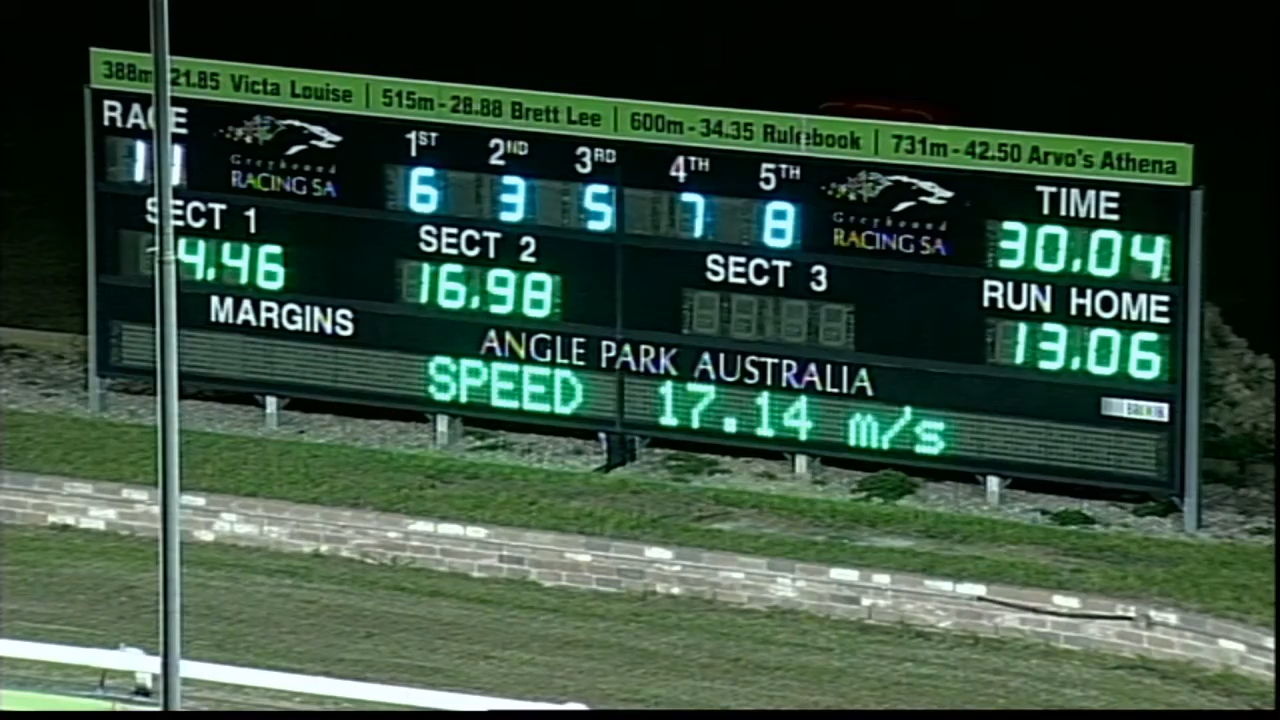 388m-21.85 Victa Louise | 515m-28.88 Brett Lee | 600m-34.35 Rulebook | 731m-42.50 Arvo's Athena
RACE 1ST 2ND 3RD 4TH 5TH TIME
11 Greyhound RACING SA 6 3 5 7 8 Greyhound RACING SA 30.04
SECT 1 SECT 2 SECT 3 RUN HOME
4.46 16.98 13.06
MARGINS ANGLE PARK AUSTRALIA
SPEED 17.14 m/s